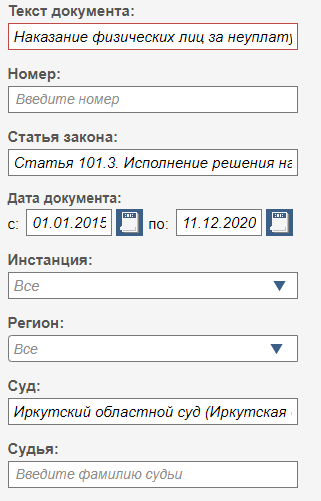 Текст документа:
Наказание физических лиц за неуплату
Номер:
Введите номер
Статья закона:
Статья 101.3. Исполнение решения на
Дата документа:
с: 01.01.2015 по: 11.12.2020
Инстанция:
Все
Регион:
Все
Суд:
Иркутский областной суд (Иркутская
Судья:
Введите фамилию судьи